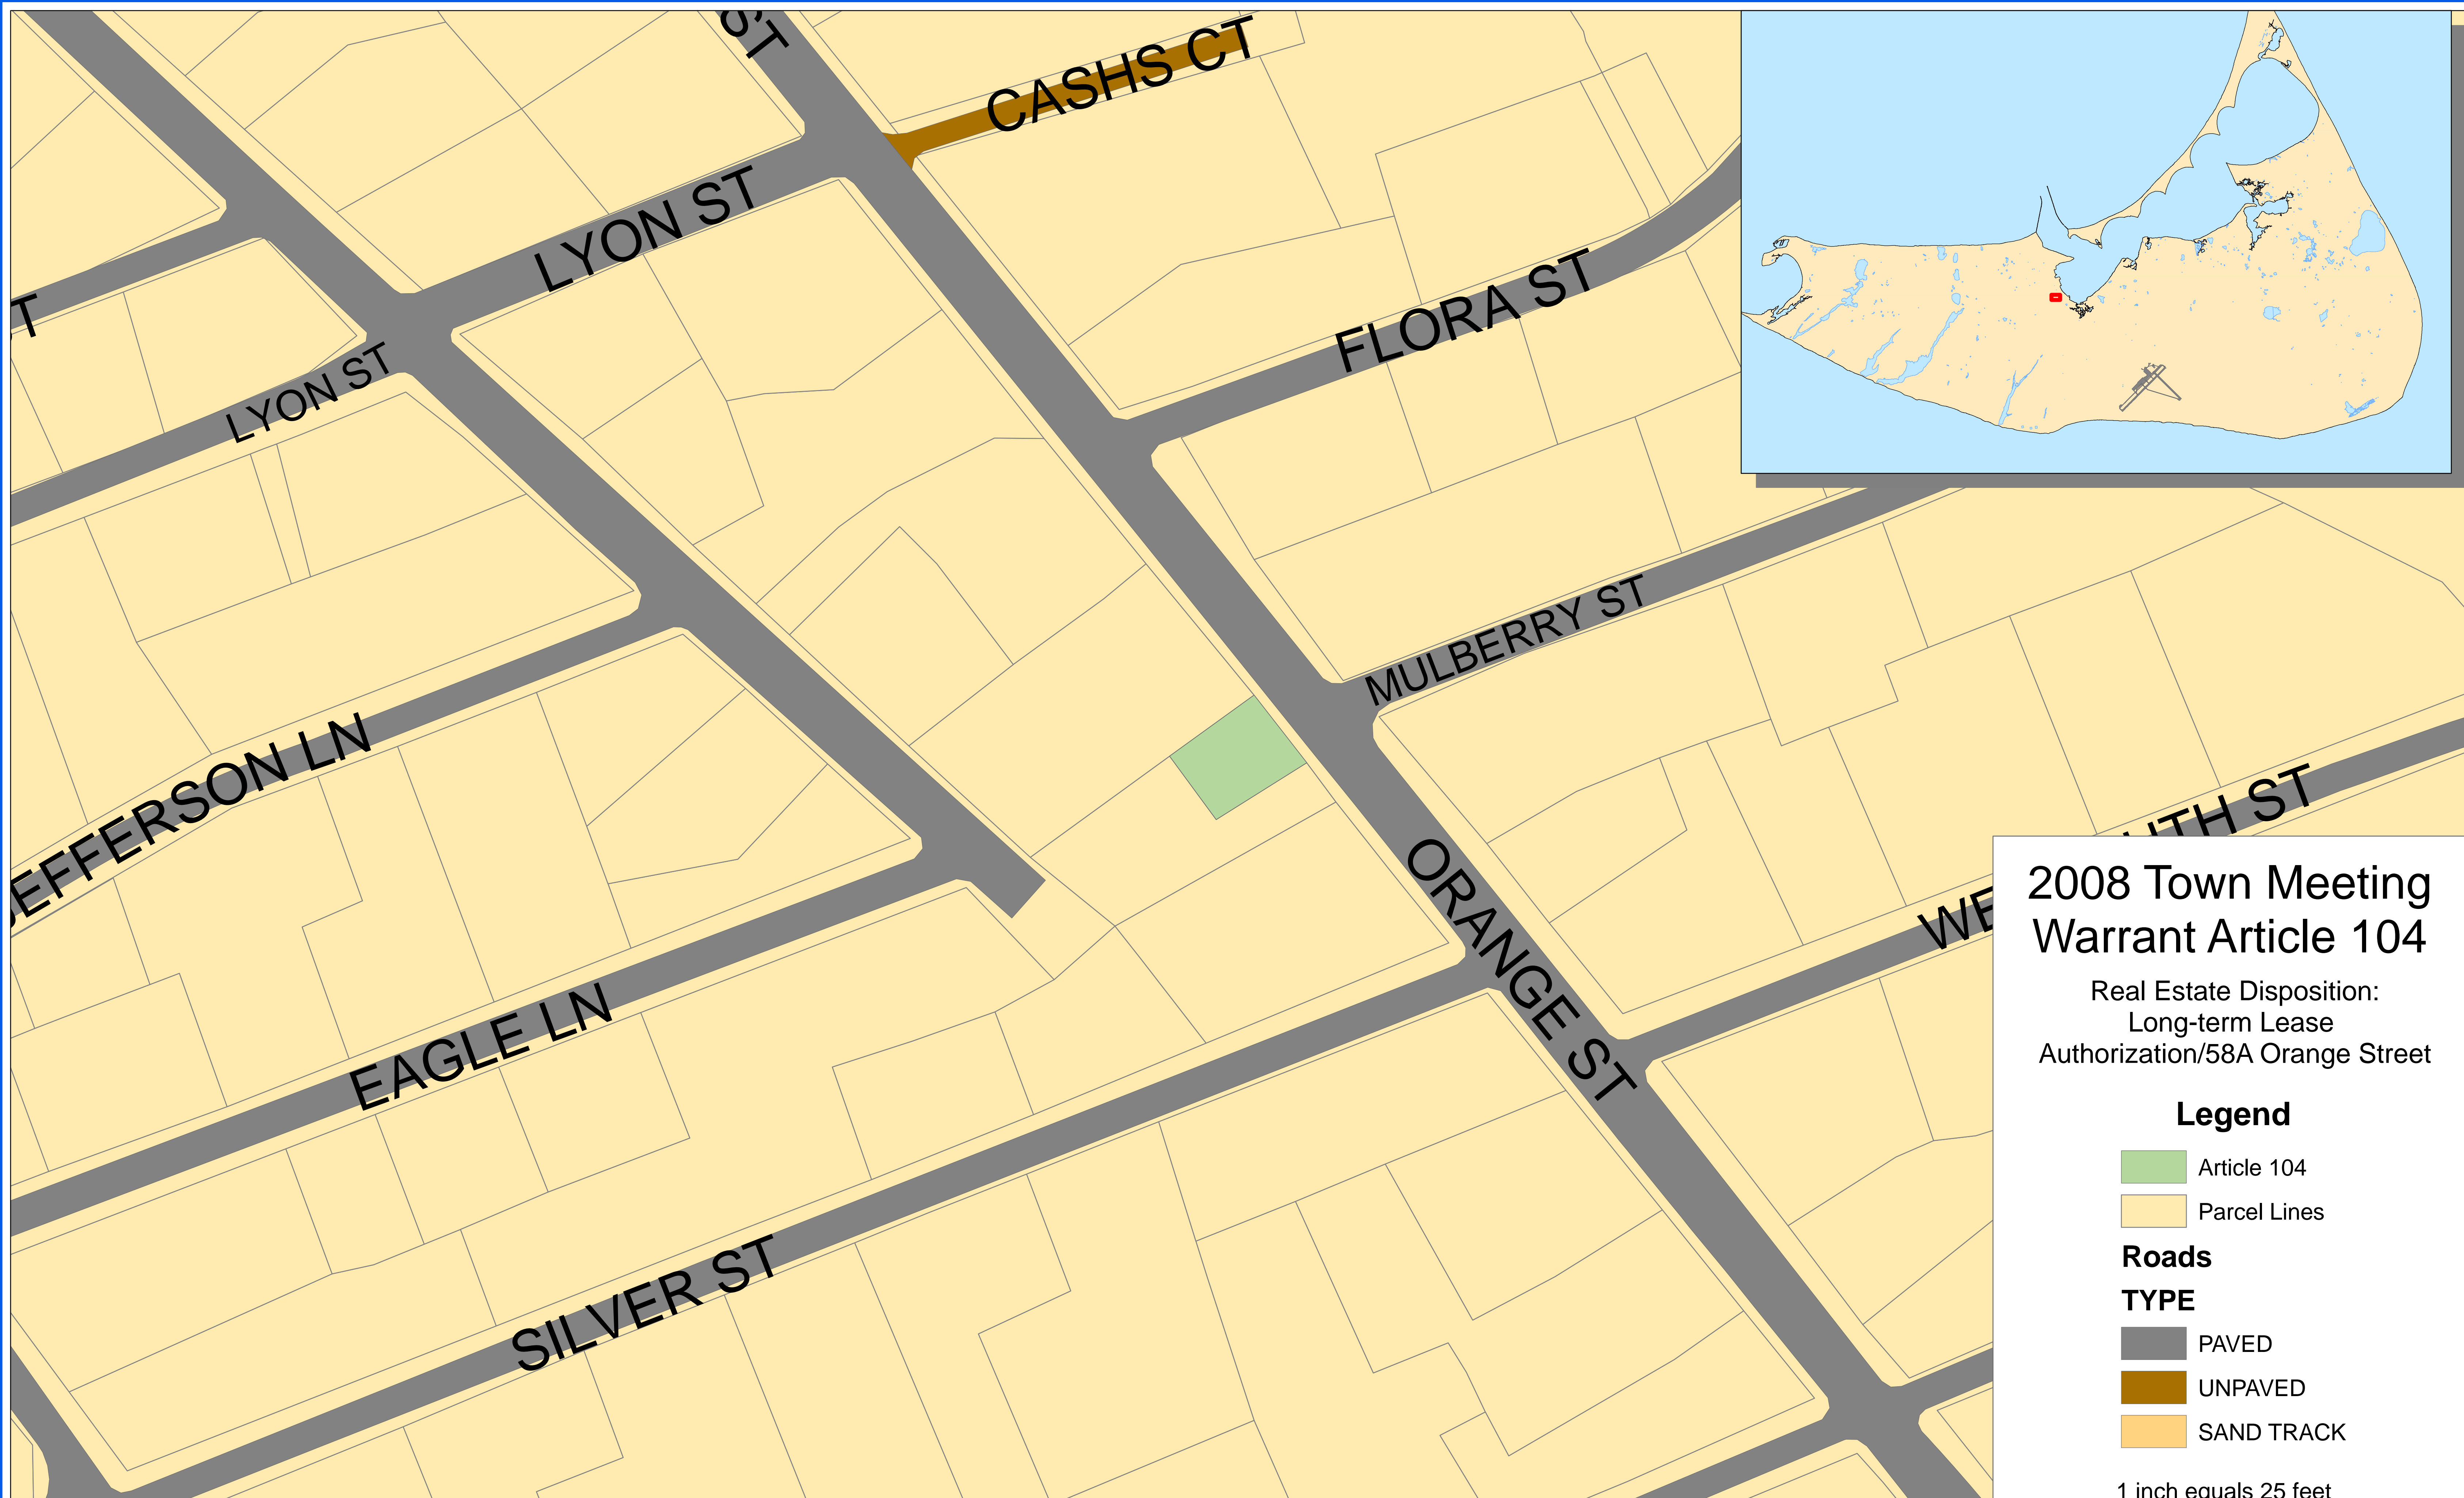 ST
CASHS CT
LYON ST
FLORA ST
LYON ST
MULBERRY ST
JEFFERSON LN
ORANGE ST
EAGLE LN
SILVER ST
2008 Town Meeting
Warrant Article 104
Real Estate Disposition:
Long-term Lease
Authorization/58A Orange Street
Legend
Article 104
Parcel Lines
Roads
TYPE
PAVED
UNPAVED
SAND TRACK
1 inch equals 25 feet